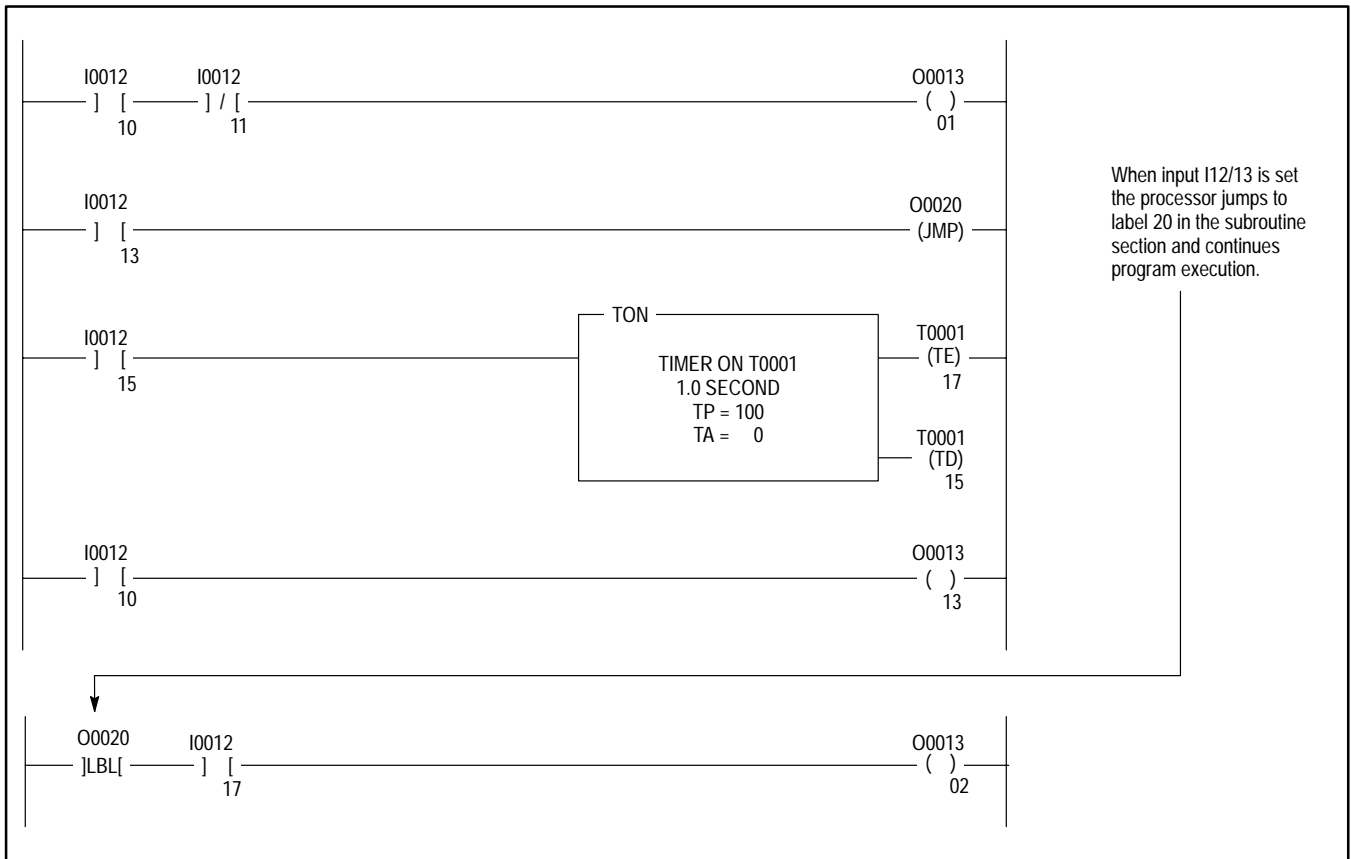 I0012 I0012 O0013
] [ ] / [ ( )
10 11 01
When input I12/13 is set
the processor jumps to
label 20 in the subroutine
section and continues
program execution.
I0012 O0020
] [ (JMP)
13
TON
I0012 T0001
] [ (TE)
15 17
TIMER ON T0001
1.0 SECOND
TP = 100
TA = 0
T0001
(TD)
15
I0012 O0013
] [ ( )
10 13
O0020 I0012 O0013
]LBL[ ] [ ( )
17 02